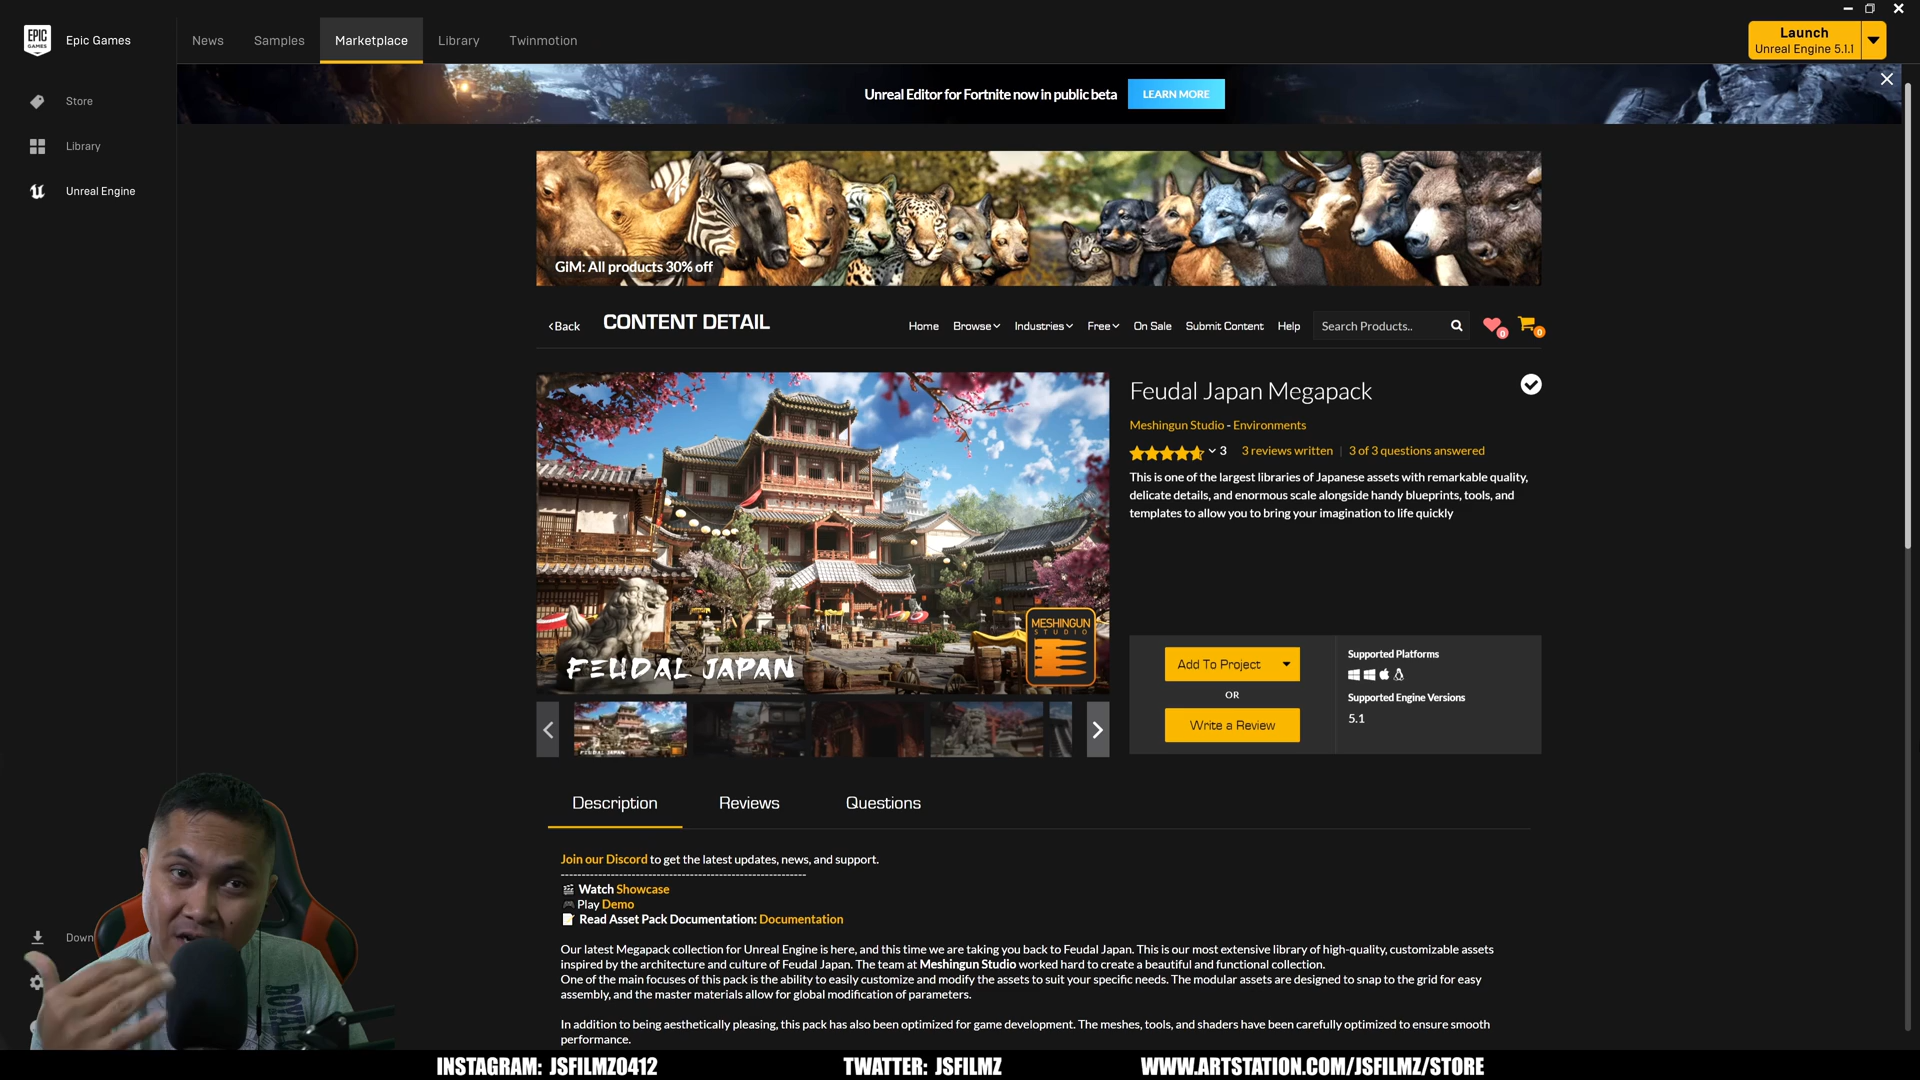 EPIC GAMES
Epic Games
News
Samples
Marketplace
Library
Twinmotion
Launch
Unreal Engine 5.1.1
Store
Library
Unreal Engine
Down
Unreal Editor for Fortnite now in public beta
LEARN MORE
GiM: All products 30% off
Back
CONTENT DETAIL
Home
Browse
Industries
Free
On Sale
Submit Content
Help
Search Products..
0
0
FEUDAL JAPAN
MESHINGUN
STUDIO
Feudal Japan Megapack
Meshingun Studio - Environments
3
3 reviews written | 3 of 3 questions answered
This is one of the largest libraries of Japanese assets with remarkable quality,
delicate details, and enormous scale alongside handy blueprints, tools, and
templates to allow you to bring your imagination to life quickly
Add To Project
OR
Write a Review
Supported Platforms
Supported Engine Versions
5.1
Description
Reviews
Questions
Join our Discord to get the latest updates, news, and support.
------------------------------------------------------------
Watch Showcase
Play Demo
Read Asset Pack Documentation: Documentation
Our latest Megapack collection for Unreal Engine is here, and this time we are taking you back to Feudal Japan. This is our most extensive library of high-quality, customizable assets
inspired by the architecture and culture of Feudal Japan. The team at Meshingun Studio worked hard to create a beautiful and functional collection.
One of the main focuses of this pack is the ability to easily customize and modify the assets to suit your specific needs. The modular assets are designed to snap to the grid for easy
assembly, and the master materials allow for global modification of parameters.
In addition to being aesthetically pleasing, this pack has also been optimized for game development. The meshes, tools, and shaders have been carefully optimized to ensure smooth
performance.
INSTAGRAM: JSFILMZ0412
TWATTER: JSFILMZ
WWW.ARTSTATION.COM/JSFILMZ/STORE